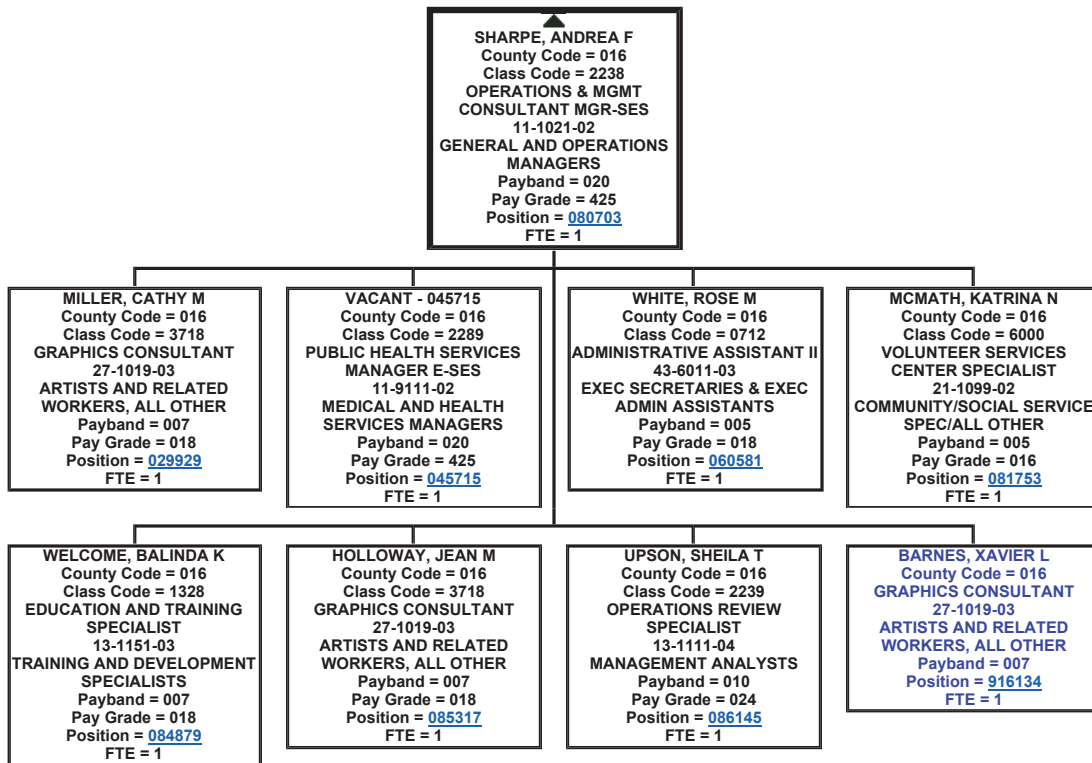 SHARPE, ANDREA F
County Code = 016
Class Code = 2238
OPERATIONS & MGMT
CONSULTANT MGR-SES
11-1021-02
GENERAL AND OPERATIONS
MANAGERS
Payband = 020
Pay Grade = 425
Position = 080703
FTE = 1
MILLER, CATHY M
County Code = 016
Class Code = 3718
GRAPHICS CONSULTANT
27-1019-03
ARTISTS AND RELATED
WORKERS, ALL OTHER
Payband = 007
Pay Grade = 018
Position = 029929
FTE = 1
VACANT - 045715
County Code = 016
Class Code = 2289
PUBLIC HEALTH SERVICES
MANAGER E-SES
11-9111-02
MEDICAL AND HEALTH
SERVICES MANAGERS
Payband = 020
Pay Grade = 425
Position = 045715
FTE = 1
WHITE, ROSE M
County Code = 016
Class Code = 0712
ADMINISTRATIVE ASSISTANT II
43-6011-03
EXEC SECRETARIES & EXEC
ADMIN ASSISTANTS
Payband = 005
Pay Grade = 018
Position = 060581
FTE = 1
MCMATH, KATRINA N
County Code = 016
Class Code = 6000
VOLUNTEER SERVICES
CENTER SPECIALIST
21-1099-02
COMMUNITY/SOCIAL SERVICE
SPEC/ALL OTHER
Payband = 005
Pay Grade = 016
Position = 081753
FTE = 1
WELCOME, BALINDA K
County Code = 016
Class Code = 1328
EDUCATION AND TRAINING
SPECIALIST
13-1151-03
TRAINING AND DEVELOPMENT
SPECIALISTS
Payband = 007
Pay Grade = 018
Position = 084879
FTE = 1
HOLLOWAY, JEAN M
County Code = 016
Class Code = 3718
GRAPHICS CONSULTANT
27-1019-03
ARTISTS AND RELATED
WORKERS, ALL OTHER
Payband = 007
Pay Grade = 018
Position = 085317
FTE = 1
UPSON, SHEILA T
County Code = 016
Class Code = 2239
OPERATIONS REVIEW
SPECIALIST
13-1111-04
MANAGEMENT ANALYSTS
Payband = 010
Pay Grade = 024
Position = 086145
FTE = 1
BARNES, XAVIER L
County Code = 016
GRAPHICS CONSULTANT
27-1019-03
ARTISTS AND RELATED
WORKERS, ALL OTHER
Payband = 007
Position = 916134
FTE = 1